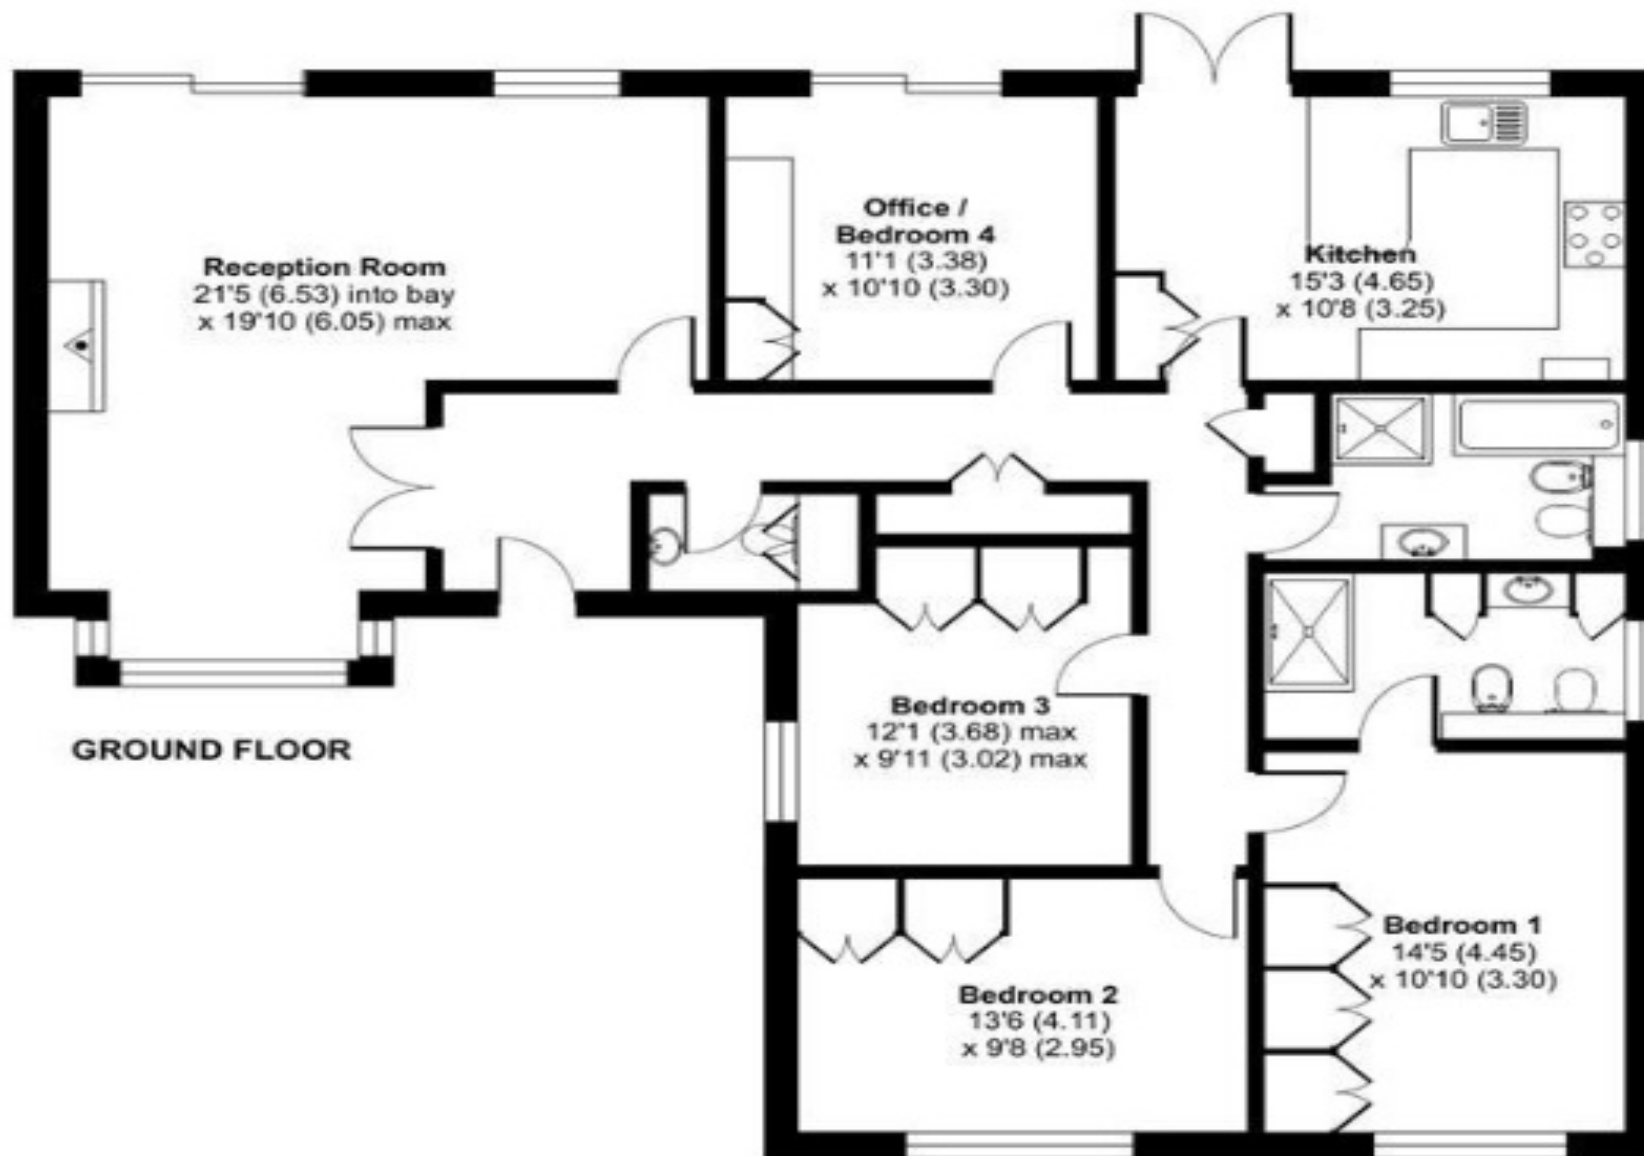 Office /
Bedroom 4
11'1 (3.38)
x 10'10 (3.30)
Reception Room
21'5 (6.53) into bay
x 19'10 (6.05) max
Kitchen
15'3 (4.65)
x 10'8 (3.25)
Bedroom 3
12'1 (3.68) max
x 9'11 (3.02) max
GROUND FLOOR
Bedroom 1
14'5 (4.45)
x 10'10 (3.30)
Bedroom 2
13'6 (4.11)
x 9'8 (2.95)